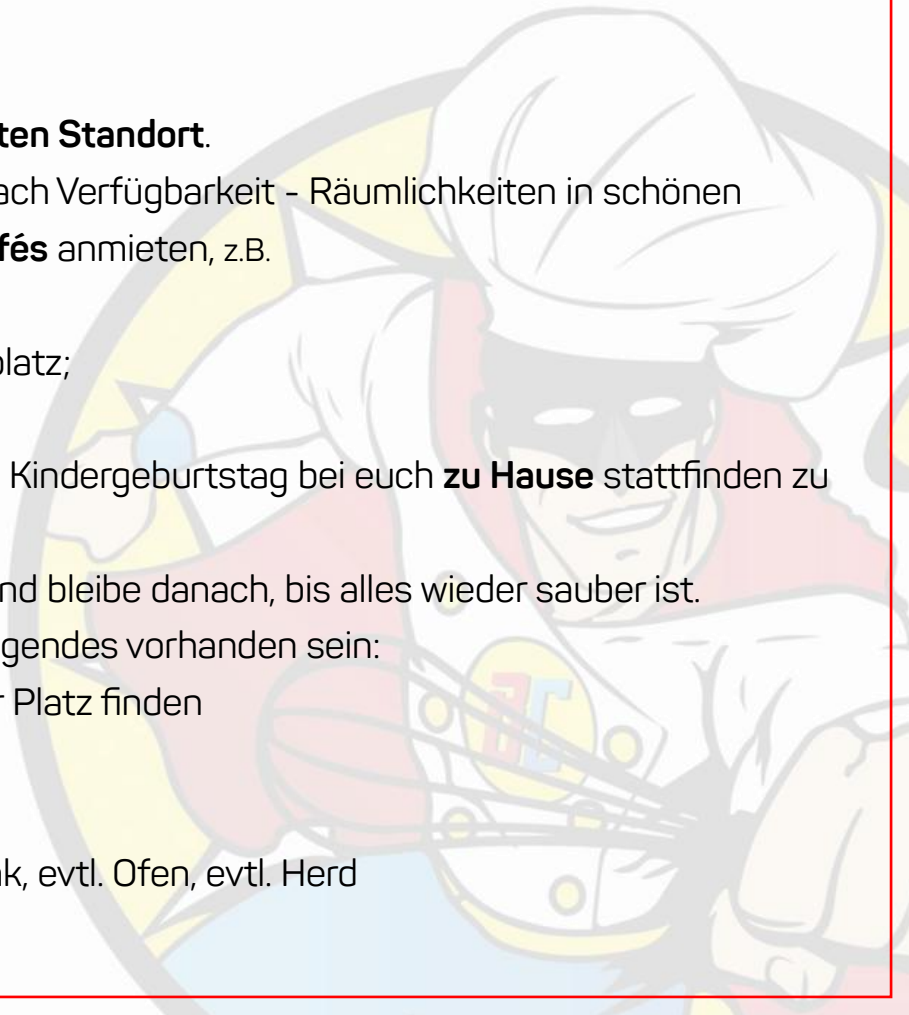 ten Standort.
ach Verfügbarkeit - Räumlichkeiten in schönen
fés anmieten, z.B.
latz;
Kindergeburtstag bei euch zu Hause stattfinden zu
nd bleibe danach, bis alles wieder sauber ist.
gendes vorhanden sein:
r Platz finden
k, evtl. Ofen, evtl. Herd